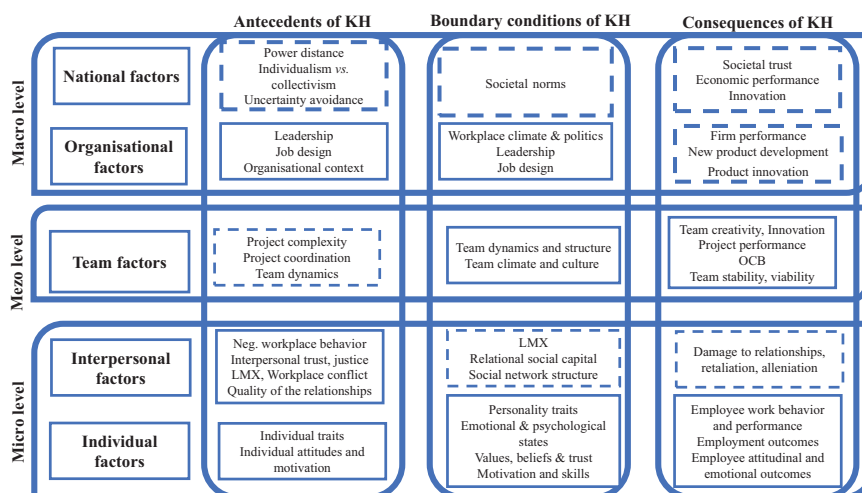 Antecedents of KH
Boundary conditions of KH
Consequences of KH
Macro level
National factors
Power distance
Individualism vs.
collectivism
Uncertainty avoidance
Societal norms
Societal trust
Economic performance
Innovation
Organisational
factors
Leadership
Job design
Organisational context
Workplace climate & politics
Leadership
Job design
Firm performance
New product development
Product innovation
Mezo level
Team factors
Project complexity
Project coordination
Team dynamics
Team dynamics and structure
Team climate and culture
Team creativity, Innovation
Project performance
OCB
Team stability, viability
Micro level
Interpersonal
factors
Neg. workplace behavior
Interpersonal trust, justice
LMX, Workplace conflict
Quality of the relationships
LMX
Relational social capital
Social network structure
Damage to relationships,
retaliation, alleniation
Individual
factors
Individual traits
Individual attitudes and
motivation
Personality traits
Emotional & psychological
states
Values, beliefs & trust
Motivation and skills
Employee work behavior
and performance
Employment outcomes
Employee attitudinal and
emotional outcomes